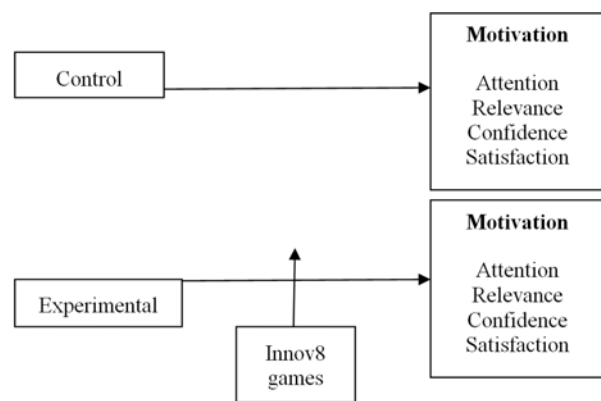 Control
Motivation
Attention
Relevance
Confidence
Satisfaction
Experimental
Innov8
games
Motivation
Attention
Relevance
Confidence
Satisfaction